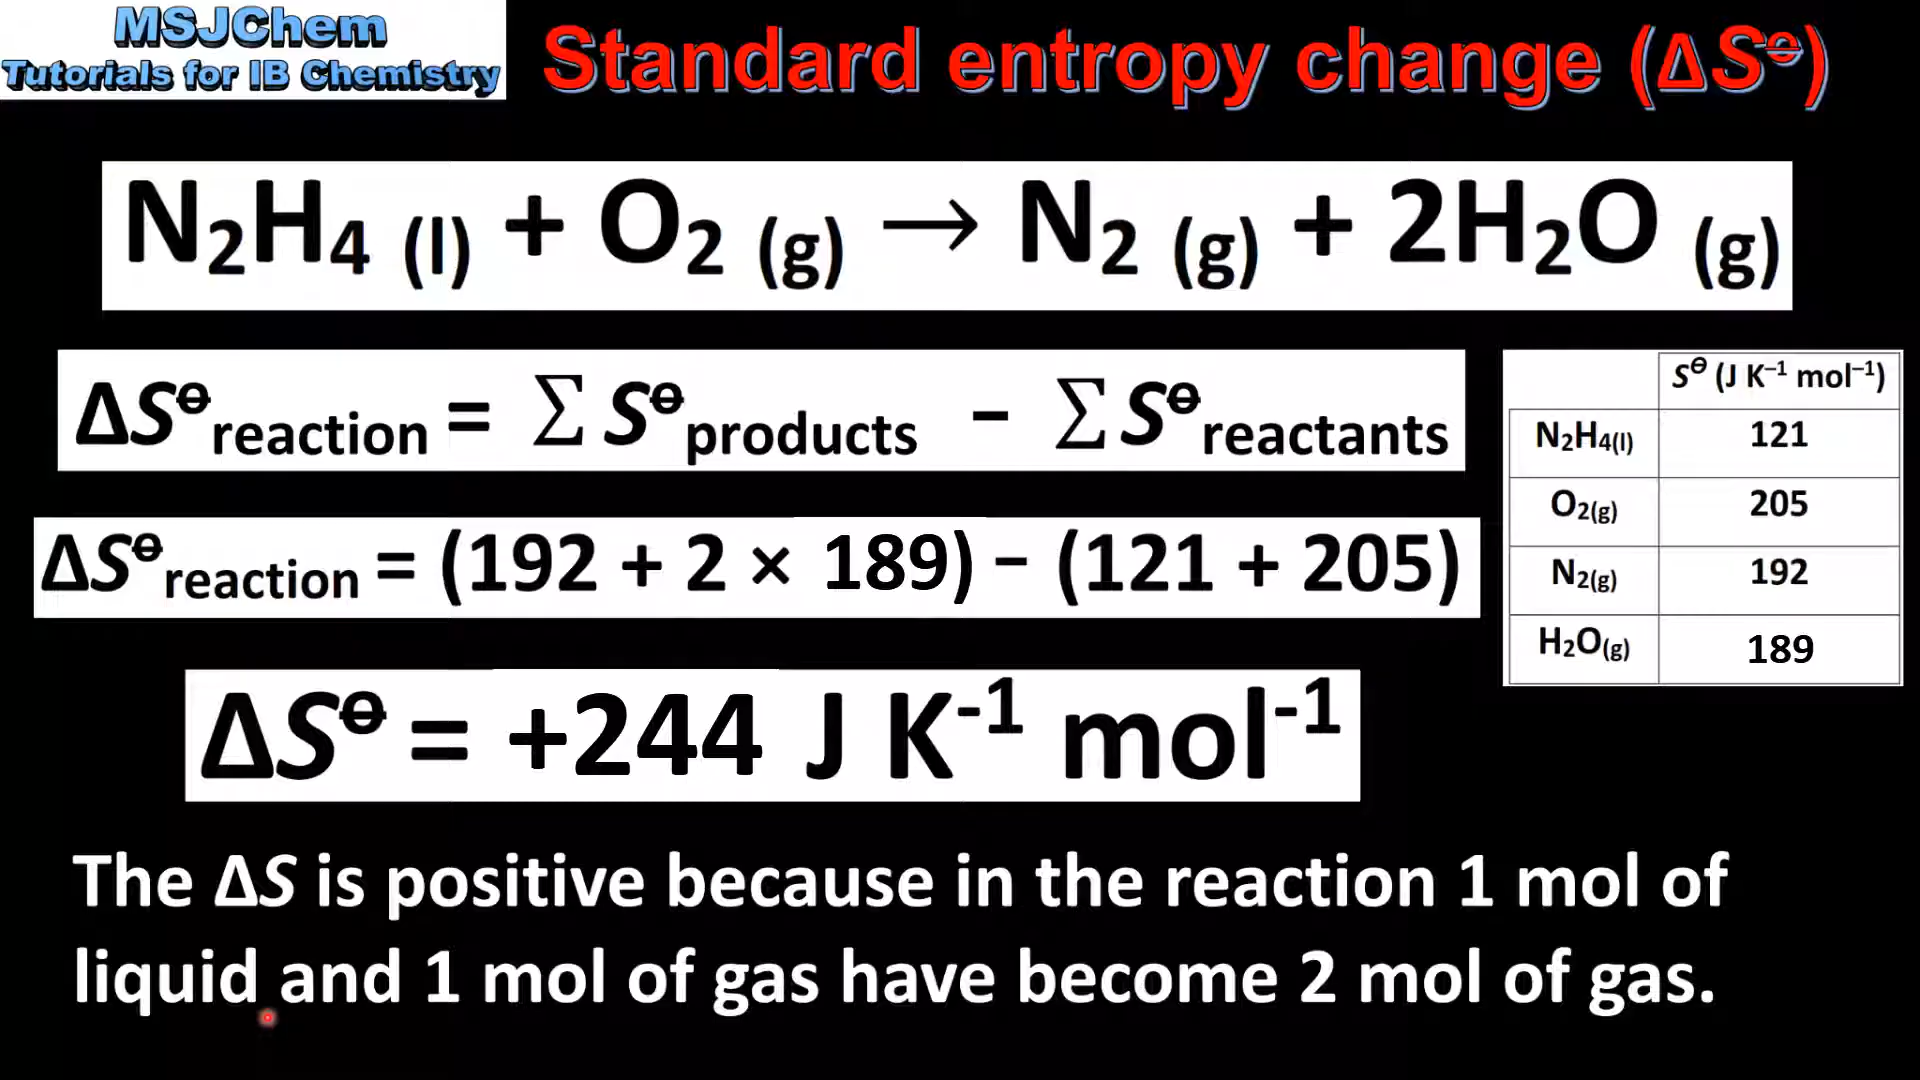 MSJChem
Tutorials for IB Chemistry
Standard entropy change (ΔS⦵)
N₂H₄ (l) + O₂ (g) → N₂ (g) + 2H₂O (g)
ΔS⦵reaction = ∑ S⦵products − ∑ S⦵reactants
ΔS⦵reaction = (192 + 2 × 189) − (121 + 205)
ΔS⦵ = +244 J K⁻¹ mol⁻¹
S⦵ (J K⁻¹ mol⁻¹)
N₂H₄(l) 121
O₂(g) 205
N₂(g) 192
H₂O(g) 189
The ΔS is positive because in the reaction 1 mol of
liquid and 1 mol of gas have become 2 mol of gas.